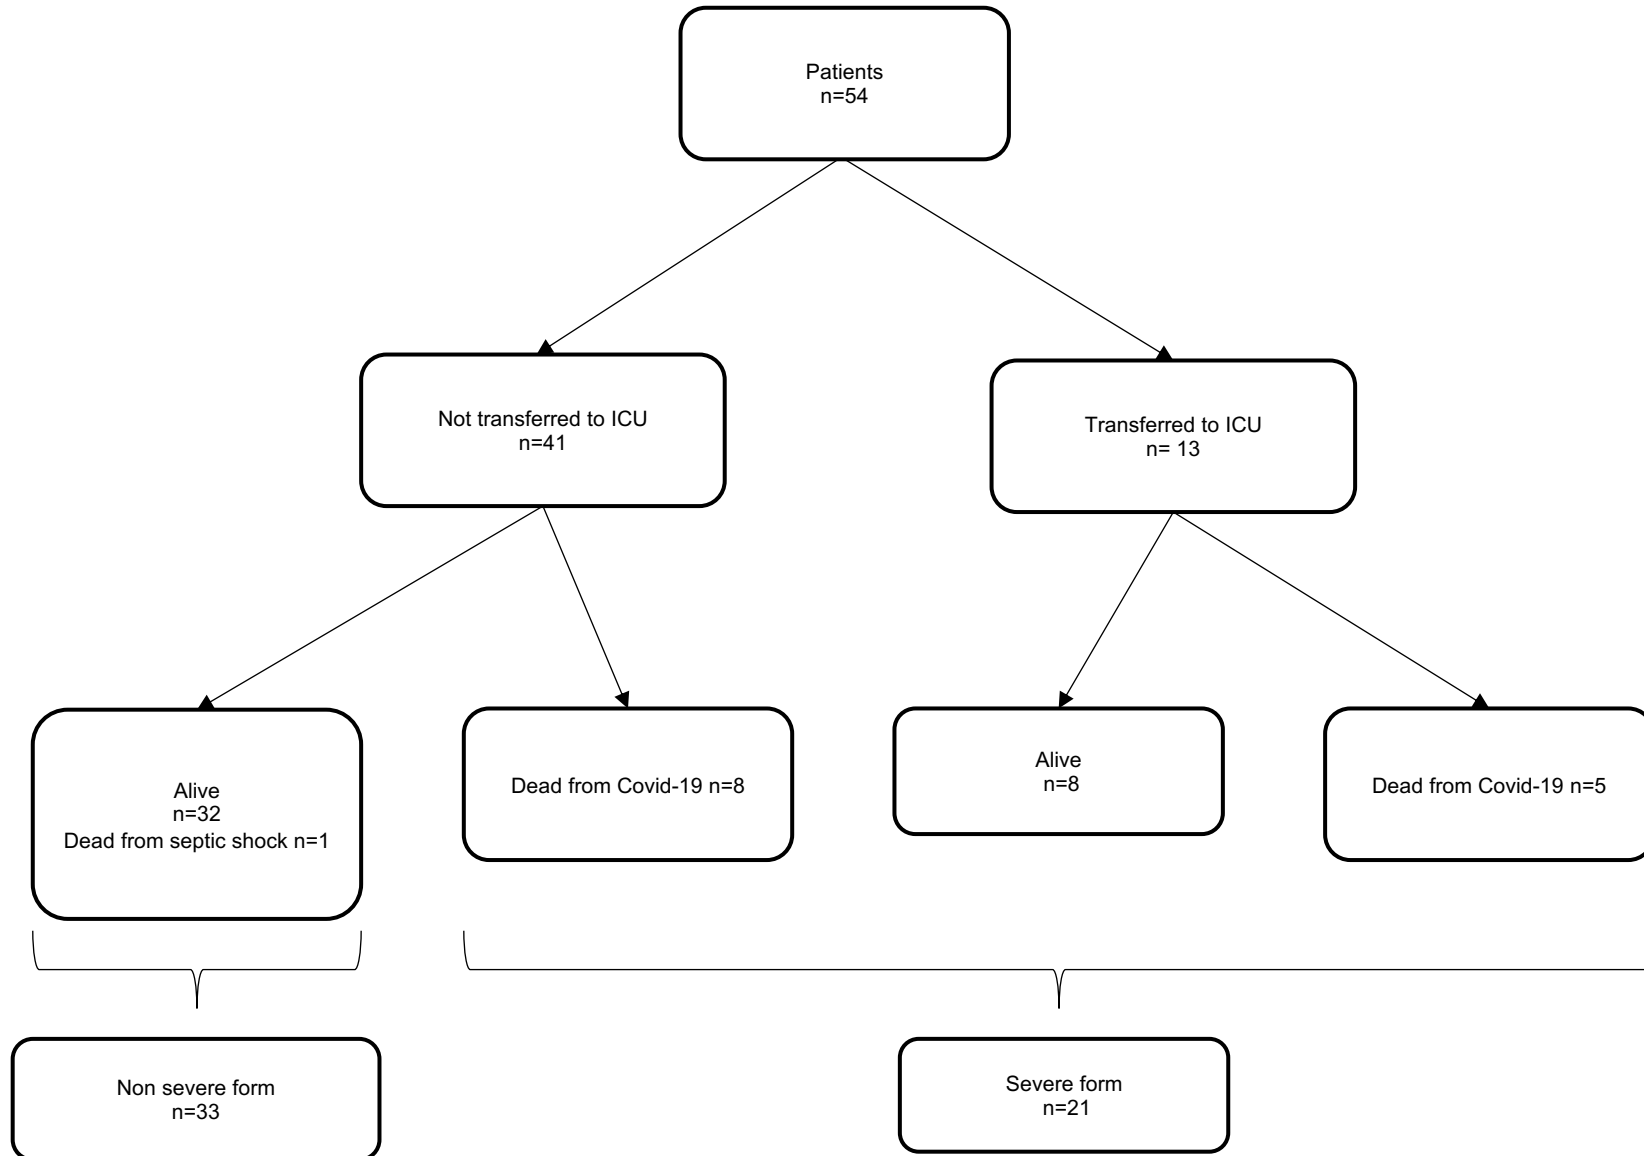 Patients
n=54
Not transferred to ICU
n=41
Transferred to ICU
n= 13
Alive
n=32
Dead from septic shock n=1
Dead from Covid-19 n=8
Alive
n=8
Dead from Covid-19 n=5
Non severe form
n=33
Severe form
n=21